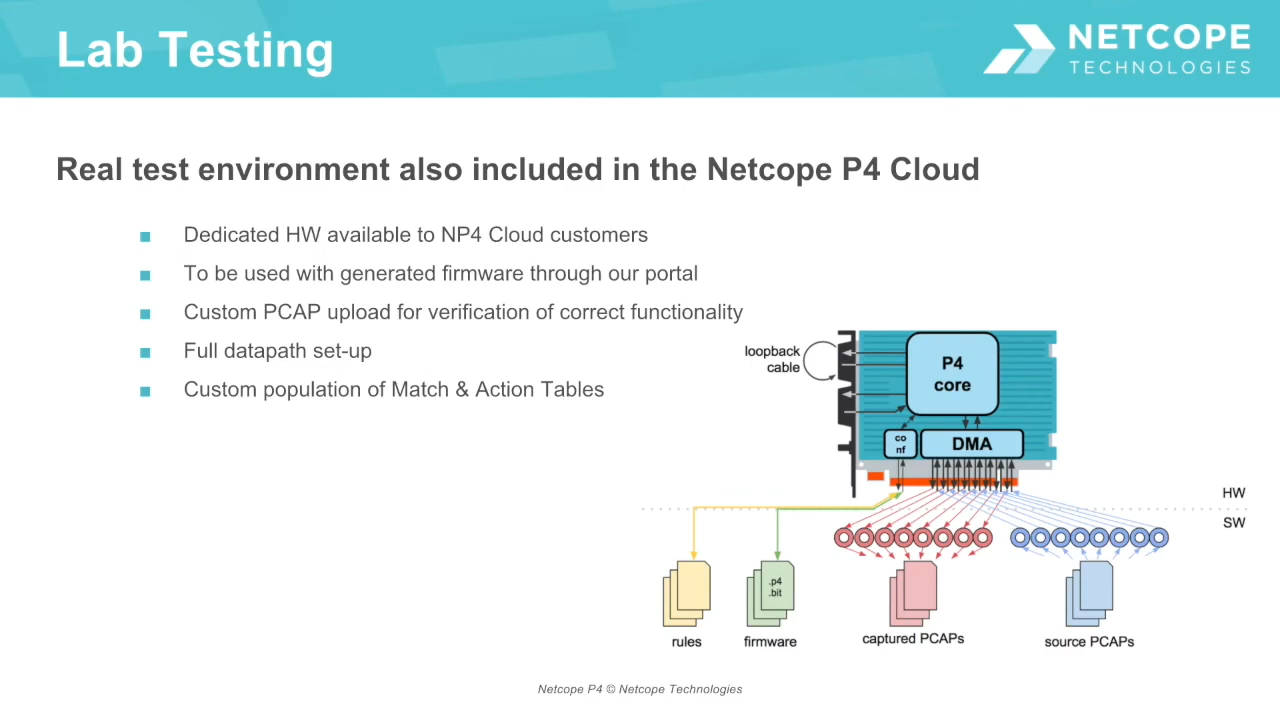 Lab Testing
NETCOPE
TECHNOLOGIES
Real test environment also included in the Netcope P4 Cloud
Dedicated HW available to NP4 Cloud customers
To be used with generated firmware through our portal
Custom PCAP upload for verification of correct functionality
Full datapath set-up
Custom population of Match & Action Tables
loopback
cable
P4
core
co
nf
DMA
HW
SW
.p4
.bit
rules
firmware
captured PCAPs
source PCAPs
Netcope P4 © Netcope Technologies